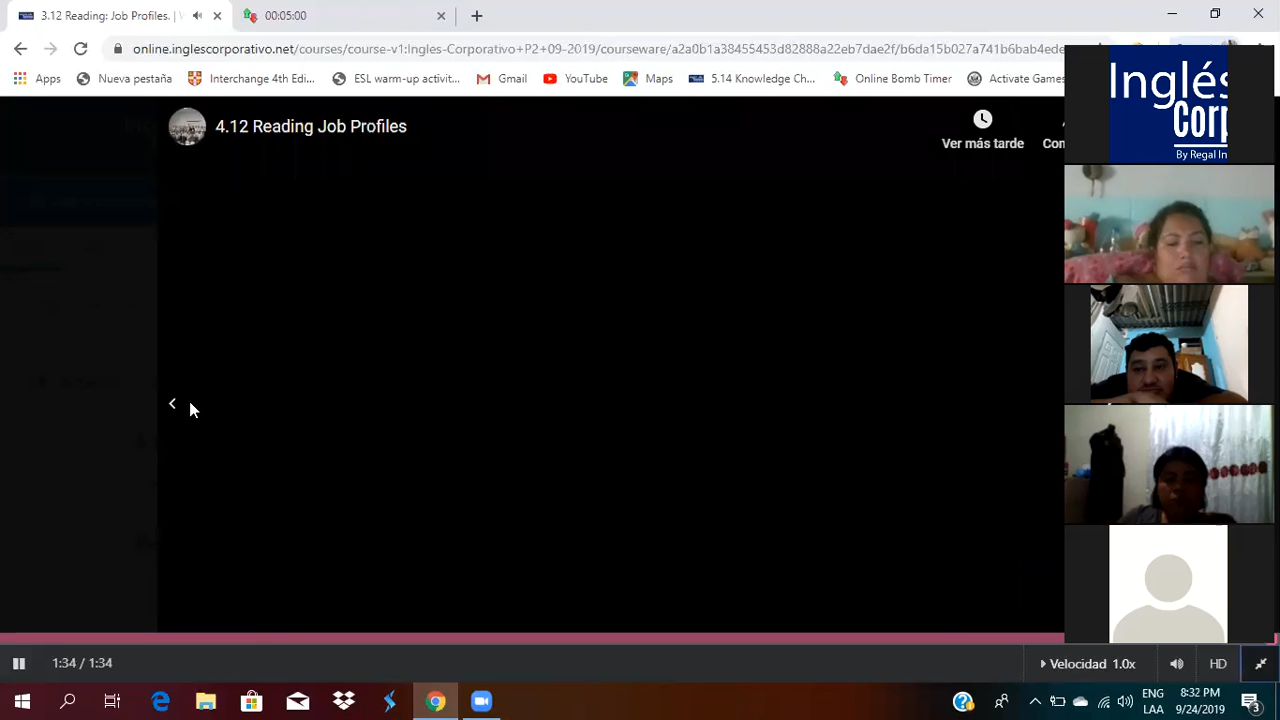 3.12 Reading: Job Profiles. |
00:05:00
online.inglescorporativo.net/courses/course-v1:Ingles-Corporativo+P2+09-2019/courseware/a2a0b1a38455453d82888a22eb7dae2f/b6da15b027a741b6bab4ede
Apps
Nueva pestaña
Interchange 4th Edi...
ESL warm-up activit...
Gmail
YouTube
Maps
5.14 Knowledge Ch...
Online Bomb Timer
Activate Games
Inglés
Corp
By Regal In
4.12 Reading Job Profiles
Ver más tarde
Con
1:34 / 1:34
Velocidad 1.0x
HD
ENG
LAA
8:32 PM
9/24/2019
3